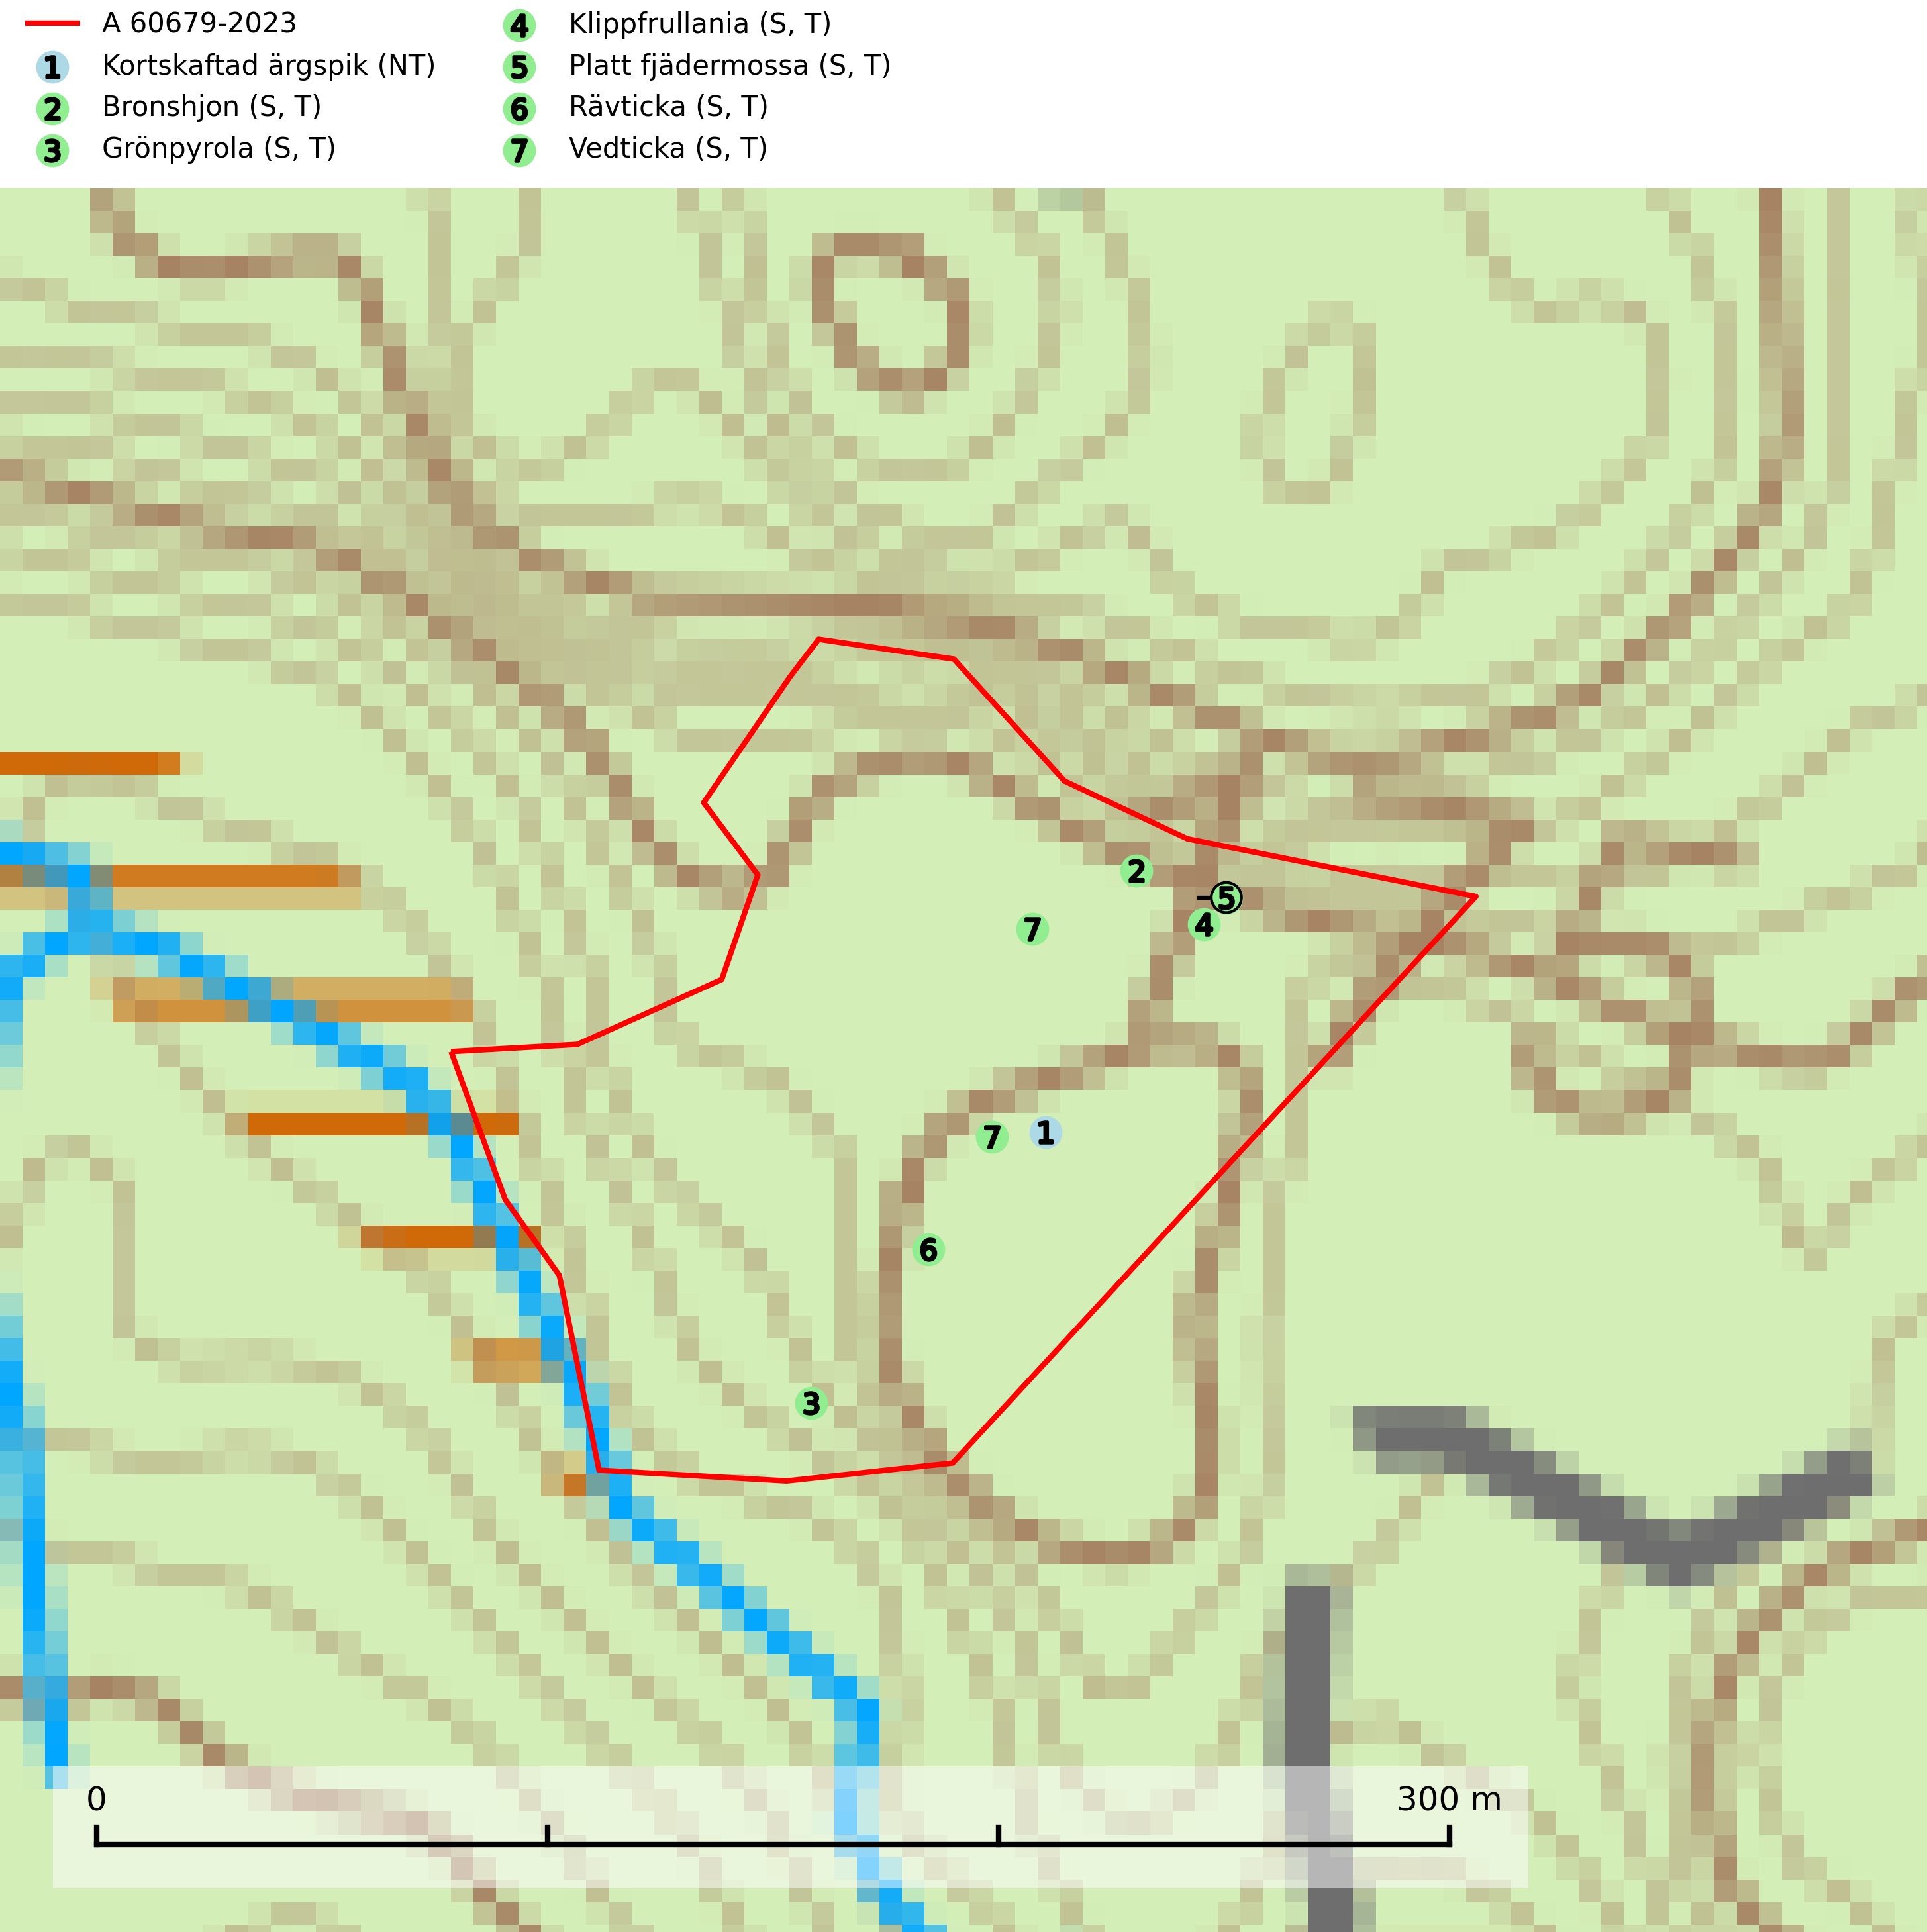 A 60679-2023
1 Kortskaftad ärgspik (NT)
2 Bronshjon (S, T)
3 Grönpyrola (S, T)
4 Klippfrullania (S, T)
5 Platt fjädermossa (S, T)
6 Rävticka (S, T)
7 Vedticka (S, T)
2
5
4
7
7
1
6
3
0
300 m